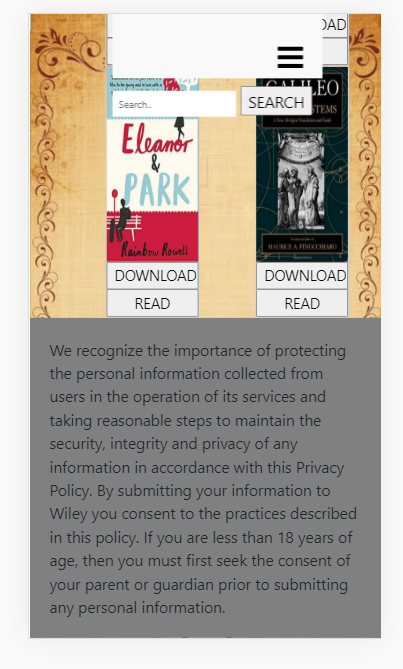 OAD
Search..
SEARCH
GALILEO
Eleanor
&
PARK
Rainbow Rowell
MAURICE A. FINOCCHIARO
DOWNLOAD
DOWNLOAD
READ
READ
We recognize the importance of protecting
the personal information collected from
users in the operation of its services and
taking reasonable steps to maintain the
security, integrity and privacy of any
information in accordance with this Privacy
Policy. By submitting your information to
Wiley you consent to the practices described
in this policy. If you are less than 18 years of
age, then you must first seek the consent of
your parent or guardian prior to submitting
any personal information.